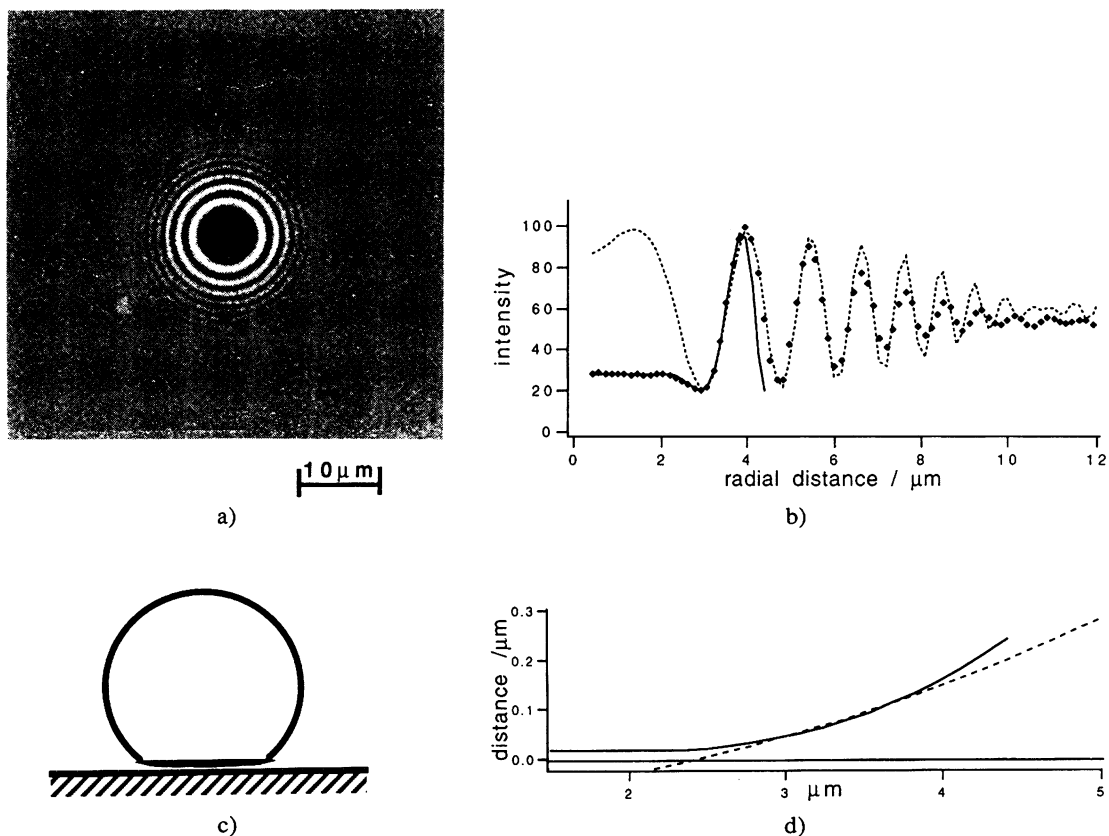 10μm
a)
intensity
100
80
60
40
20
0
0 2 4 6 8 10 12
radial distance / μm
b)
c)
distance /μm
0.3
0.2
0.1
0.0
2 3 4 5
μm
d)